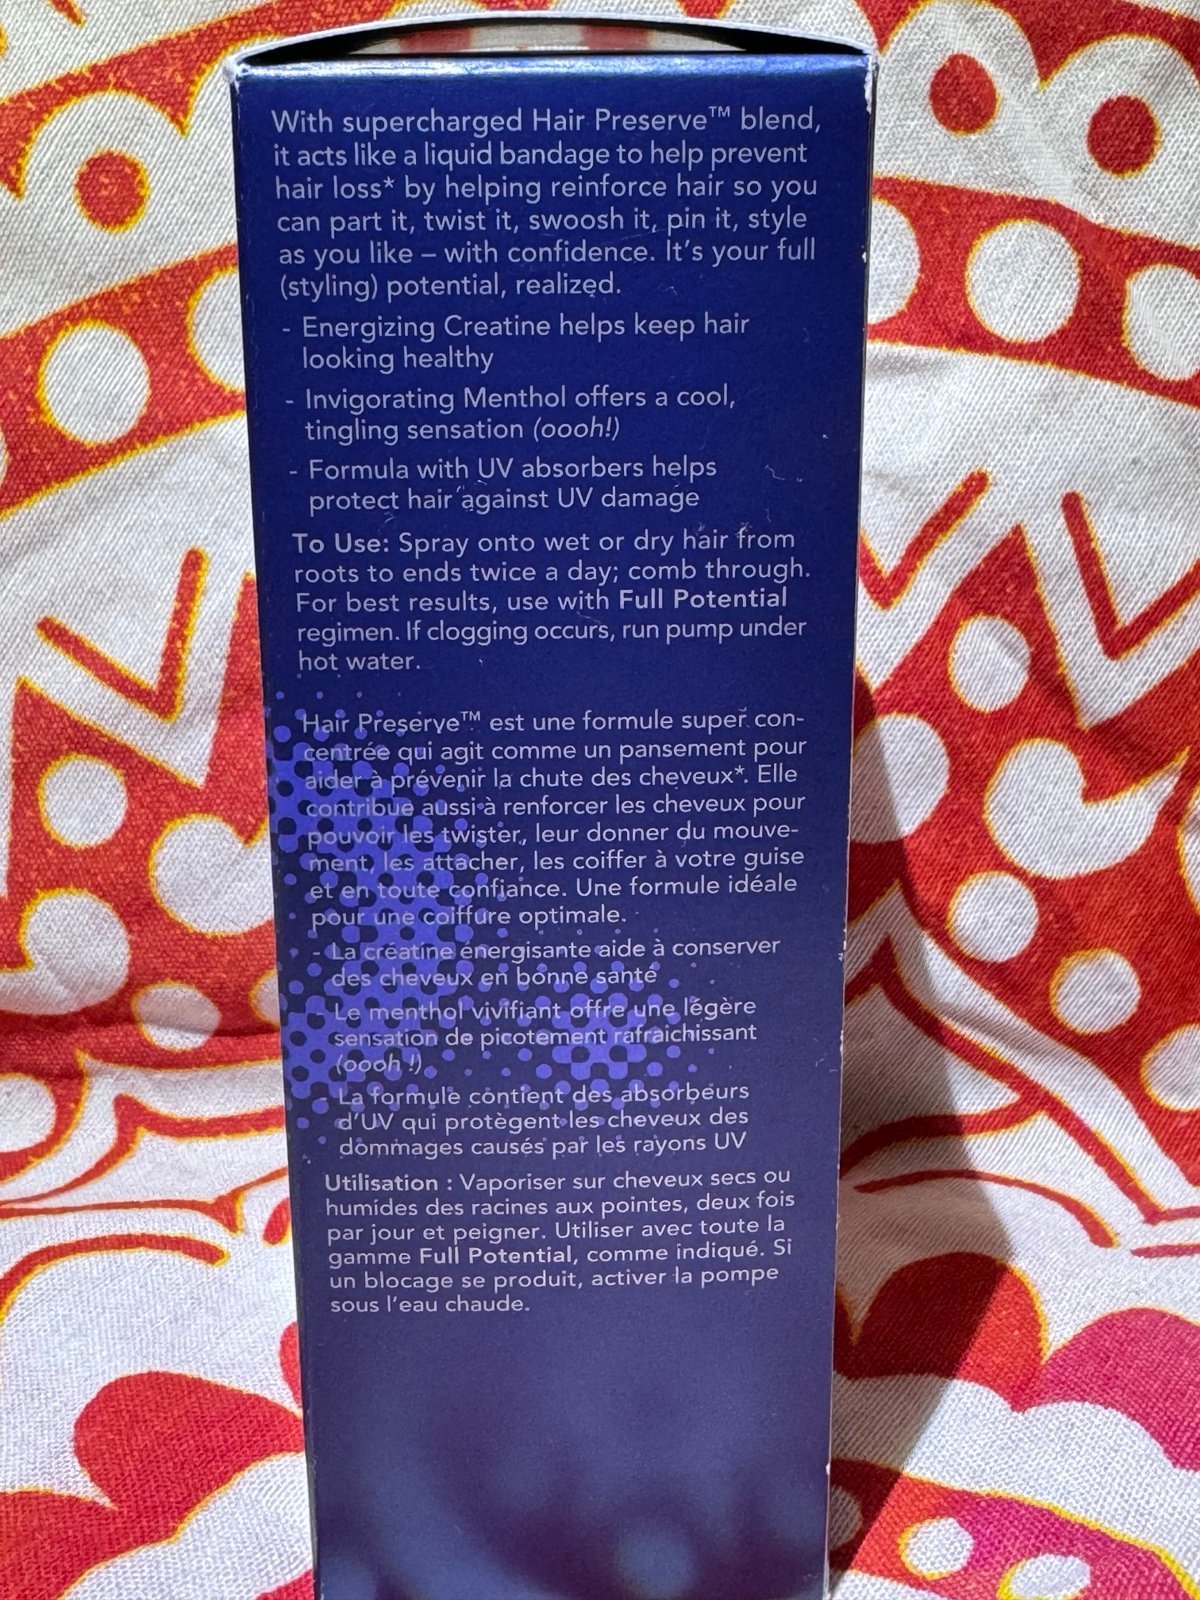 With supercharged Hair Preserve™ blend,
it acts like a liquid bandage to help prevent
hair loss* by helping reinforce hair so you
can part it, twist it, swoosh it, pin it, style
as you like – with confidence. It's your full
(styling) potential, realized.
- Energizing Creatine helps keep hair
looking healthy
- Invigorating Menthol offers a cool,
tingling sensation (oooh!)
- Formula with UV absorbers helps
protect hair against UV damage
To Use: Spray onto wet or dry hair from
roots to ends twice a day; comb through.
For best results, use with Full Potential
regimen. If clogging occurs, run pump under
hot water.
Hair Preserve™ est une formule super con-
centrée qui agit comme un pansement pour
aider à prévenir la chute des cheveux*. Elle
contribue aussi à renforcer les cheveux pour
pouvoir les twister, leur donner du mouve-
ment, les attacher, les coiffer à votre guise
et en toute confiance. Une formule idéale
pour une coiffure optimale.
- La créatine énergisante aide à conserver
des cheveux en bonne santé
- Le menthol vivifiant offre une légère
sensation de picotement rafraichissant
(oooh !)
La formule contient des absorbeurs
d'UV qui protègent les cheveux des
dommages causés par les rayons UV
Utilisation : Vaporiser sur cheveux secs ou
humides des racines aux pointes, deux fois
par jour et peigner. Utiliser avec toute la
gamme Full Potential, comme indiqué. Si
un blocage se produit, activer la pompe
sous l'eau chaude.